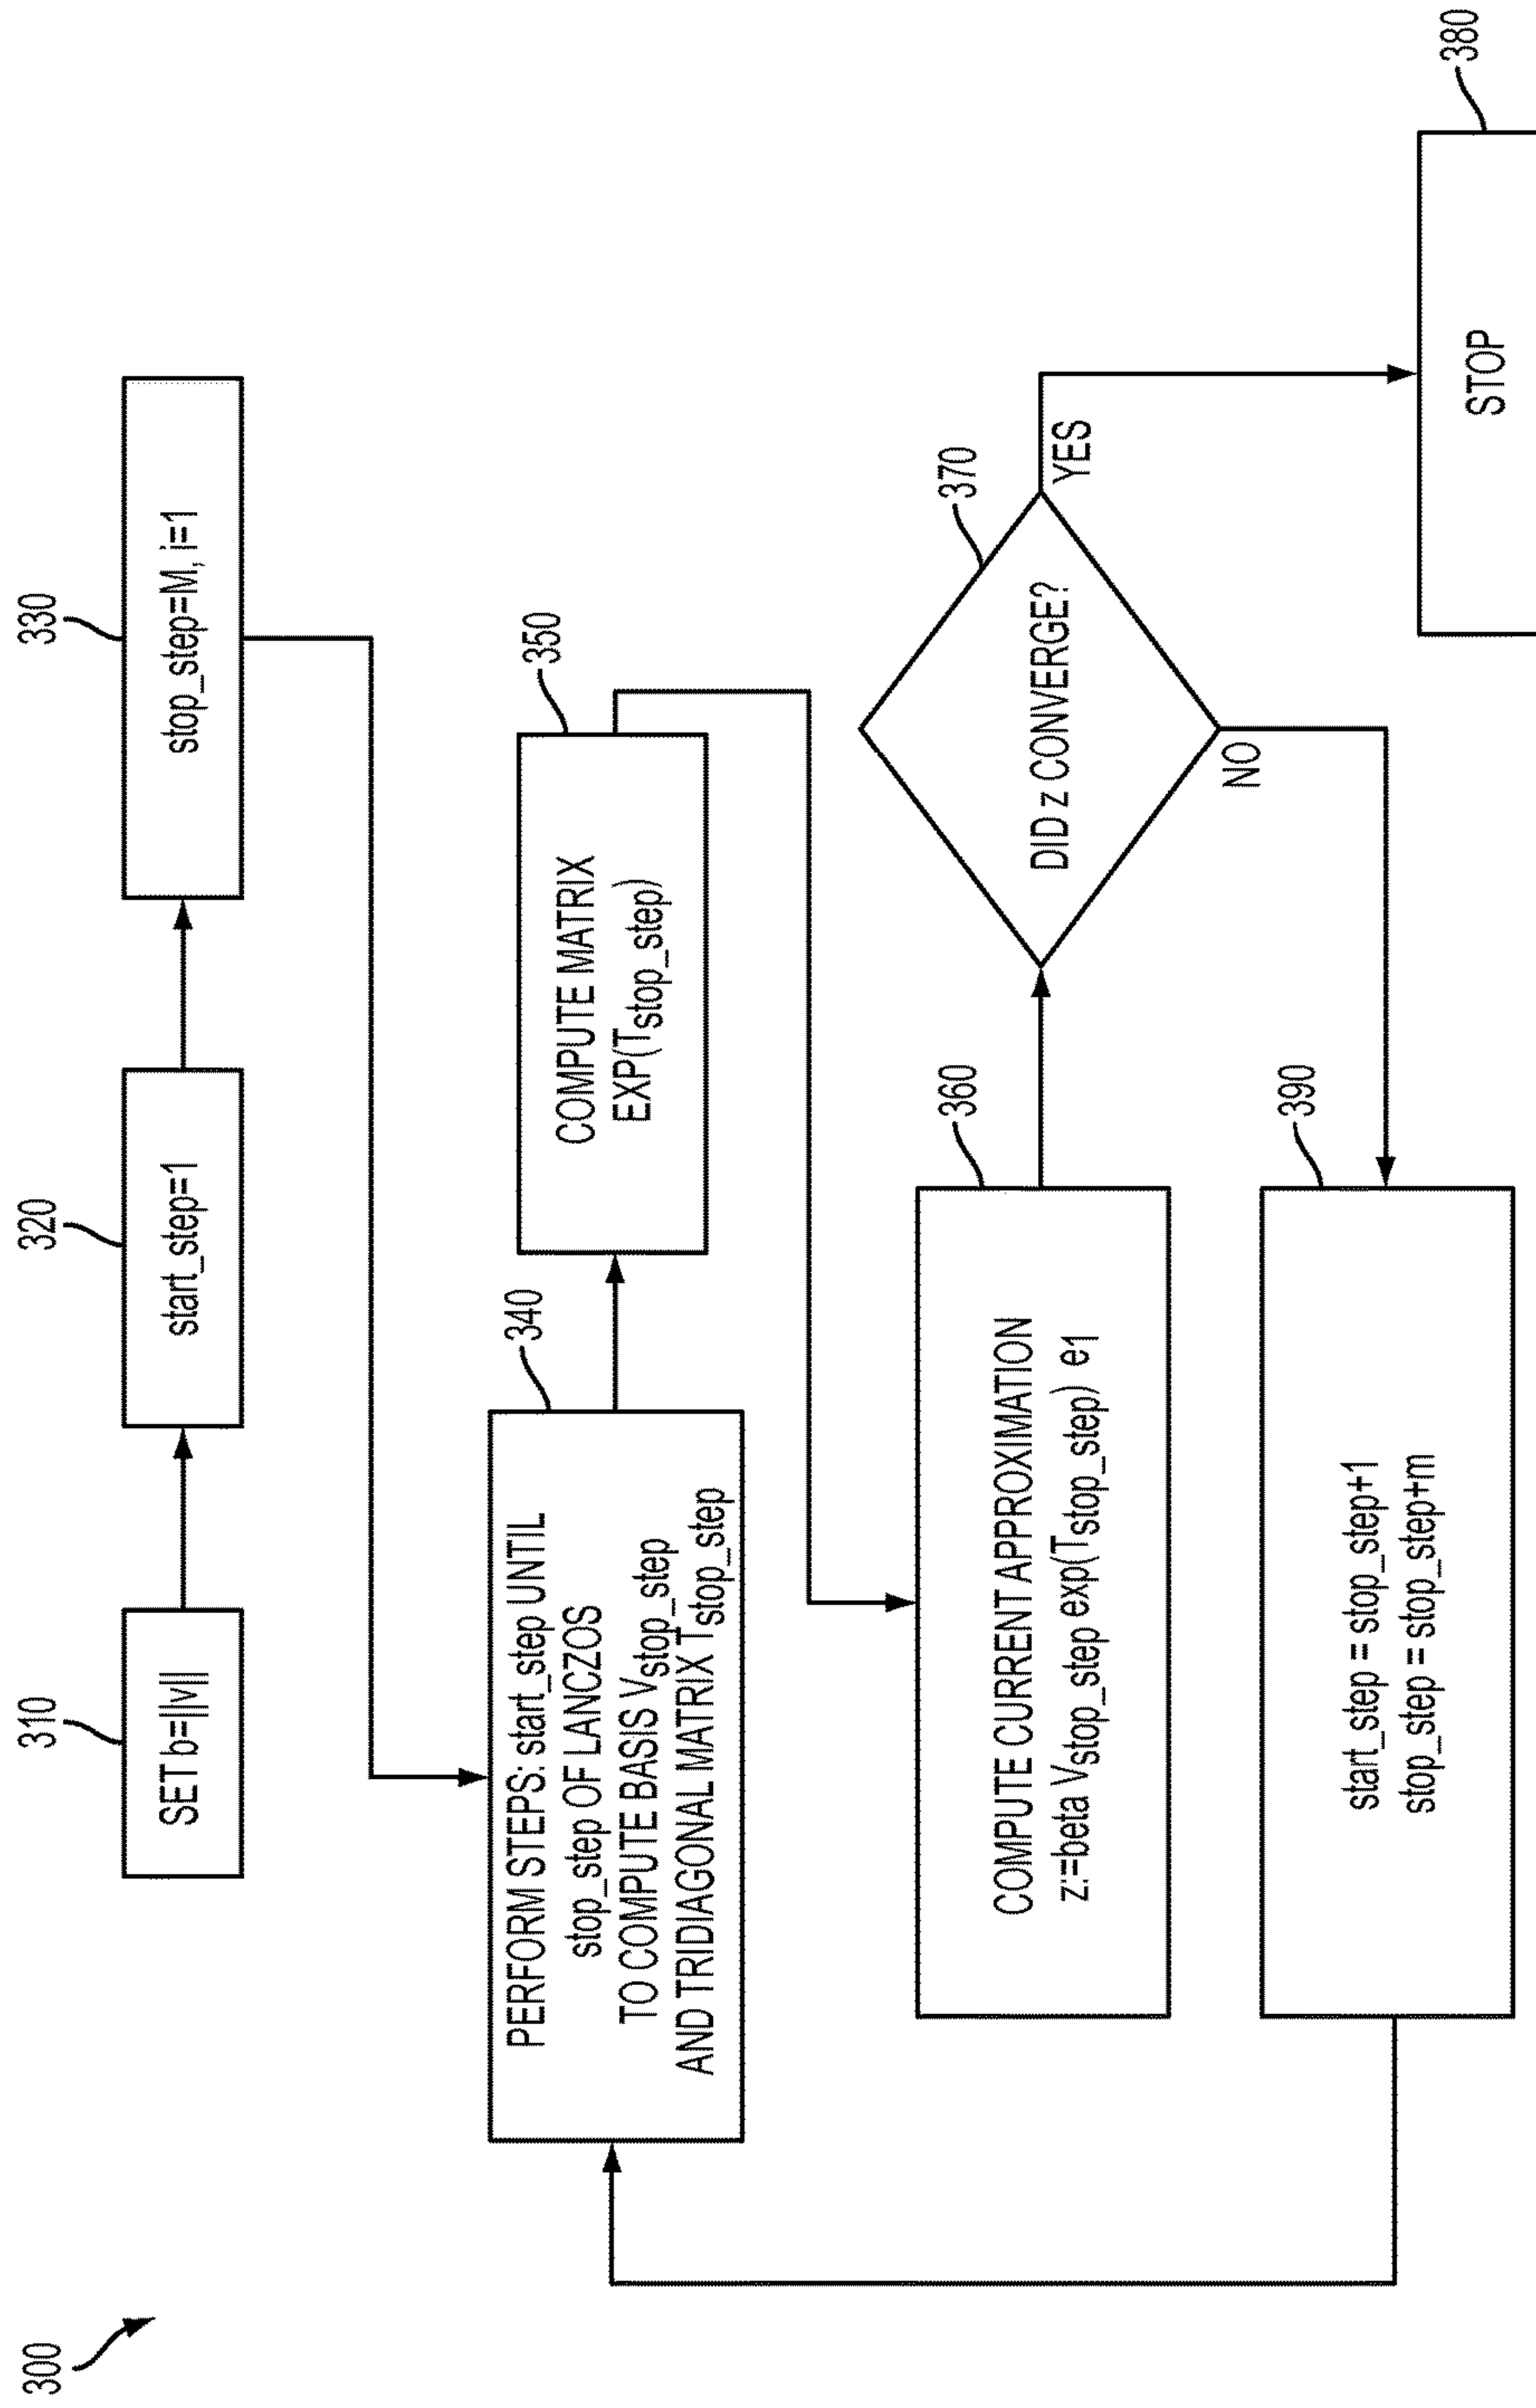 300
310
SET b=||v||
320
start_step=1
330
stop_step=M, i=1
340
PERFORM STEPS: start_step UNTIL
stop_step OF LANCZOS
TO COMPUTE BASIS Vstop_step
AND TRIDIAGONAL MATRIX Tstop_step
350
COMPUTE MATRIX
EXP(Tstop_step)
360
COMPUTE CURRENT APPROXIMATION
z:=beta Vstop_step exp(Tstop_step) e1
370
DID z CONVERGE?
YES
NO
380
STOP
390
start_step = stop_step+1
stop_step = stop_step+m